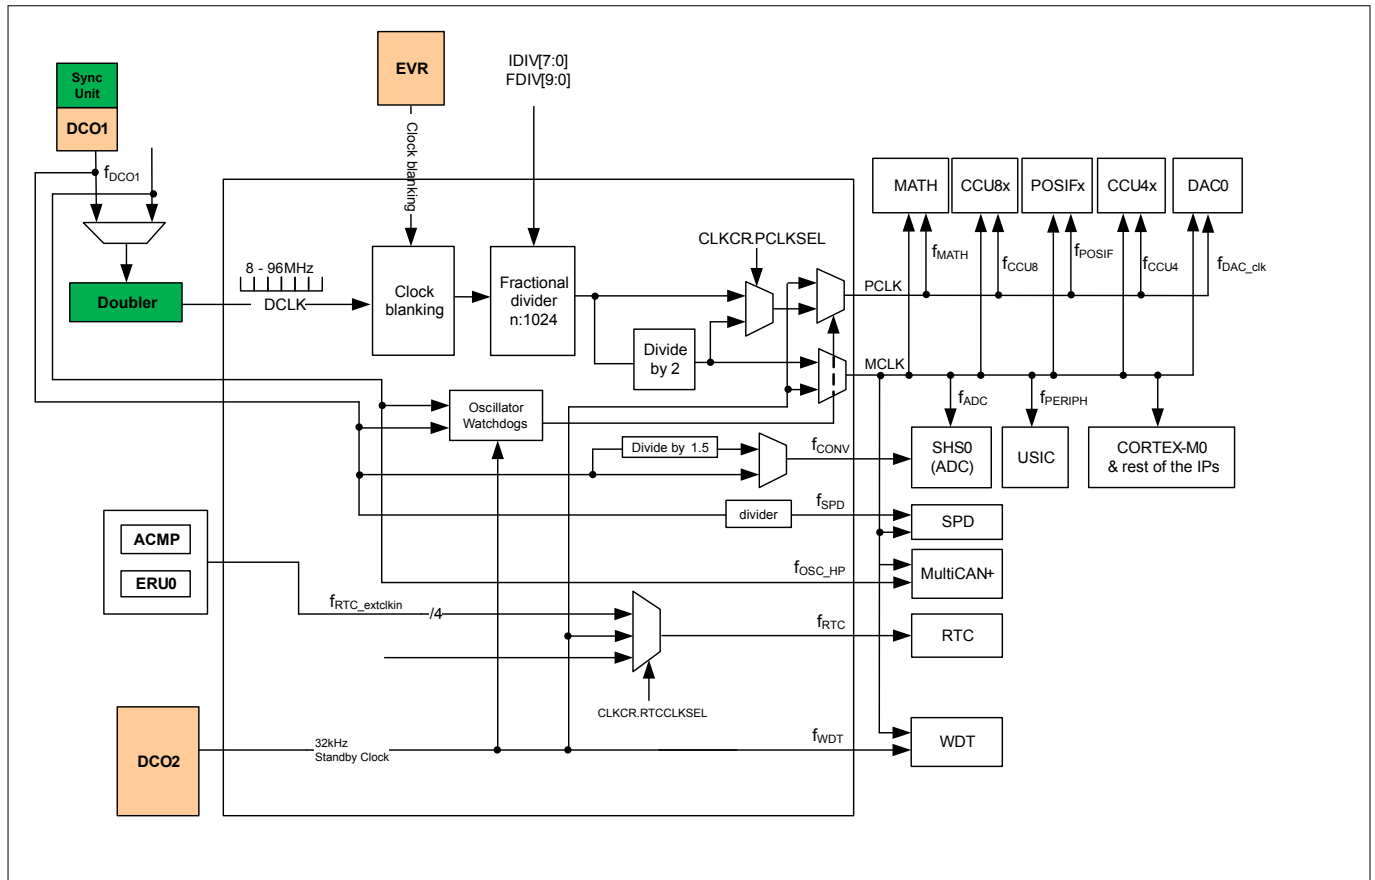 EVR
IDIV[7:0]
FDIV[9:0]
Sync
Unit
DCO1
fDCO1
Clock blanking
MATH
CCU8x
POSIFx
CCU4x
DAC0
CLKCR.PCLKSEL
fMATH
fCCU8
fPOSIF
fCCU4
fDAC_clk
8 - 96MHz
DCLK
Doubler
Clock
blanking
Fractional
divider
n:1024
PCLK
Divide
by 2
MCLK
Oscillator
Watchdogs
fADC
fPERIPH
Divide by 1.5
fCONV
SHS0
(ADC)
USIC
CORTEX-M0
& rest of the IPs
divider
fSPD
SPD
ACMP
ERU0
fOSC_HP
MultiCAN+
fRTC_extclkin
/4
fRTC
RTC
CLKCR.RTCCLKSEL
DCO2
32kHz
Standby Clock
fWDT
WDT